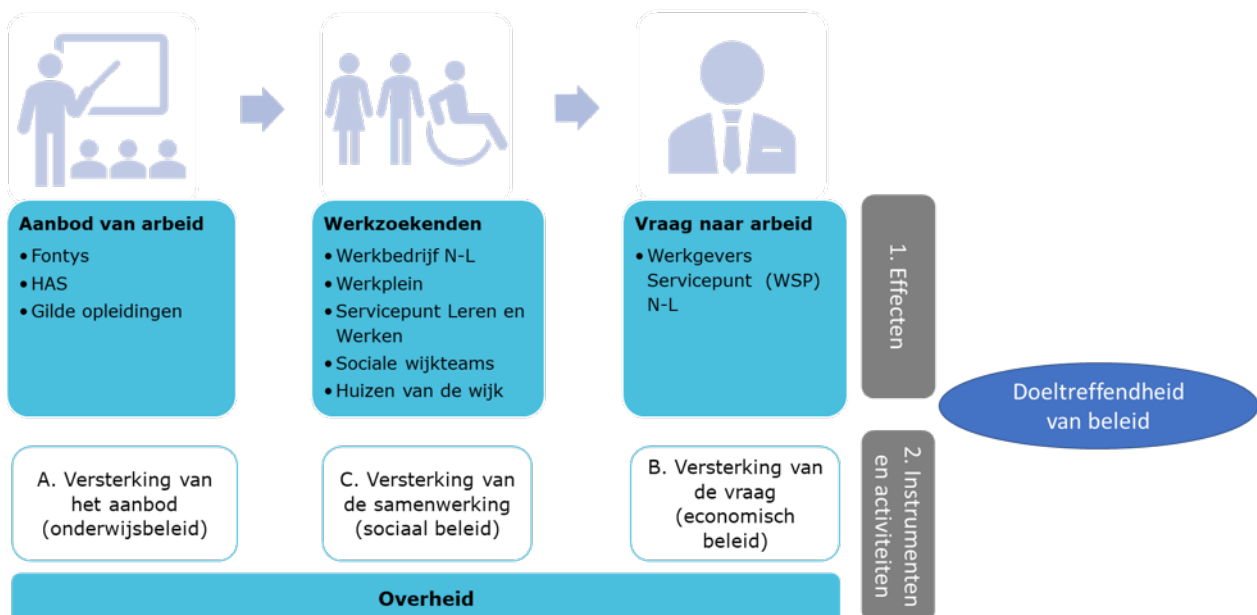 Aanbod van arbeid
• Fontys
• HAS
• Gilde opleidingen
Werkzoekenden
• Werkbedrijf N-L
• Werkplein
• Servicepunt Leren en
Werken
• Sociale wijkteams
• Huizen van de wijk
Vraag naar arbeid
• Werkgevers
Servicepunt (WSP)
N-L
1. Effecten
Doeltreffendheid
van beleid
A. Versterking van
het aanbod
(onderwijsbeleid)
C. Versterking van
de samenwerking
(sociaal beleid)
B. Versterking van
de vraag
(economisch
beleid)
2. Instrumenten
en activiteiten
Overheid